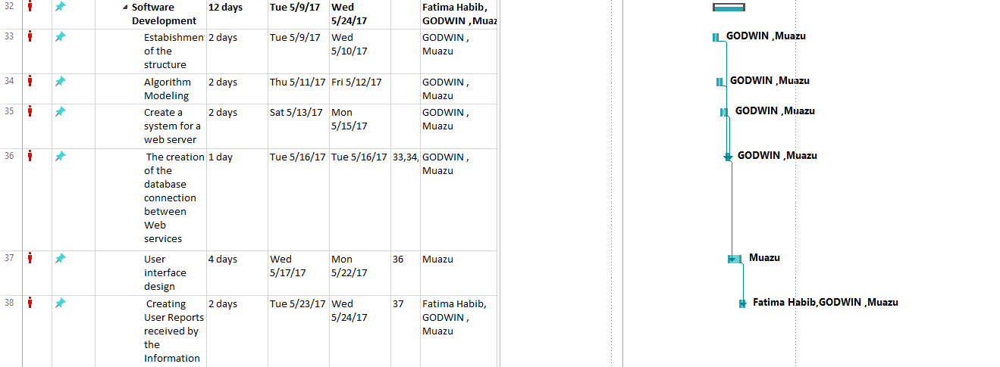 32 Software 12 days Tue 5/9/17 Wed Fatima Habib,
Development 5/24/17 GODWIN ,Muaz
33 Estabishmen 2 days Tue 5/9/17 Wed GODWIN , GODWIN ,Muazu
of the 5/10/17 Muazu
structure
34 Algorithm 2 days Thu 5/11/17 Fri 5/12/17 GODWIN , GODWIN ,Muazu
Modeling Muazu
35 Create a 2 days Sat 5/13/17 Mon GODWIN , GODWIN ,Muazu
system for a 5/15/17 Muazu
web server
36 The creation 1 day Tue 5/16/17 Tue 5/16/17 33,34, GODWIN , GODWIN ,Muazu
of the Muazu
database
connection
between
Web
services
37 User 4 days Wed Mon 36 Muazu Muazu
interface 5/17/17 5/22/17
design
38 Creating 2 days Tue 5/23/17 Wed 37 Fatima Habib, Fatima Habib,GODWIN ,Muazu
User Reports 5/24/17 GODWIN ,
received by Muazu
the
Information